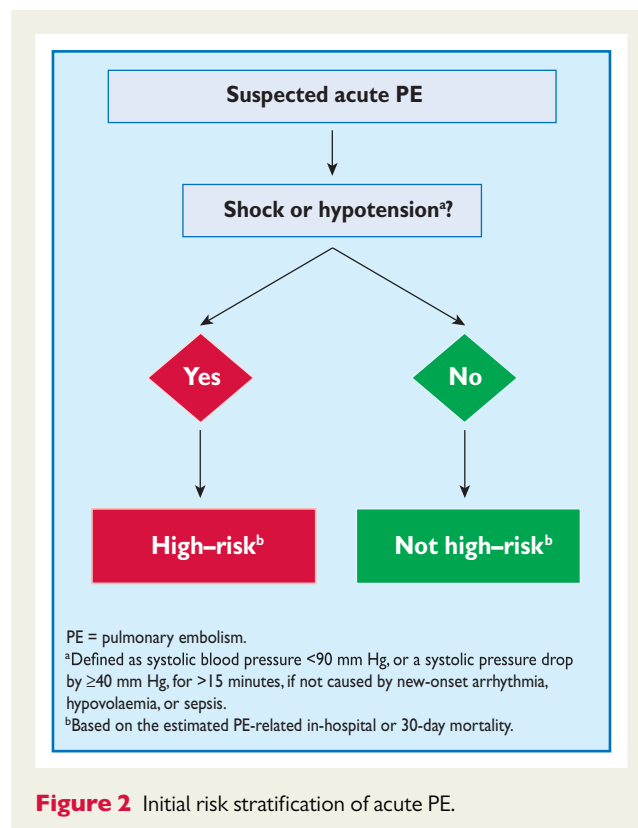 Suspected acute PE
Shock or hypotensionᵃ?
Yes
No
High–riskᵇ
Not high–riskᵇ
PE = pulmonary embolism.
ᵃDefined as systolic blood pressure <90 mm Hg, or a systolic pressure drop
by ≥40 mm Hg, for >15 minutes, if not caused by new-onset arrhythmia,
hypovolaemia, or sepsis.
ᵇBased on the estimated PE-related in-hospital or 30-day mortality.
Figure 2 Initial risk stratification of acute PE.